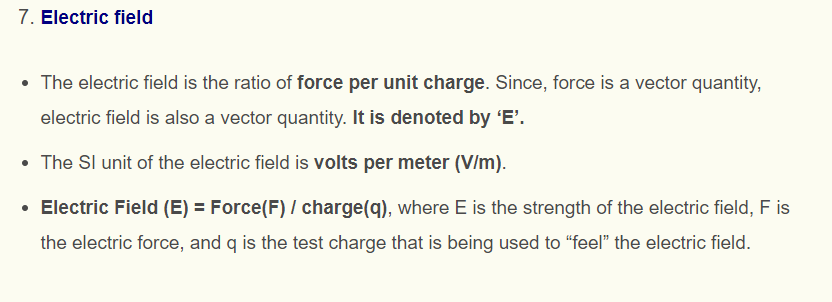 7. Electric field
• The electric field is the ratio of force per unit charge. Since, force is a vector quantity,
electric field is also a vector quantity. It is denoted by ‘E’.
• The SI unit of the electric field is volts per meter (V/m).
• Electric Field (E) = Force(F) / charge(q), where E is the strength of the electric field, F is
the electric force, and q is the test charge that is being used to “feel” the electric field.